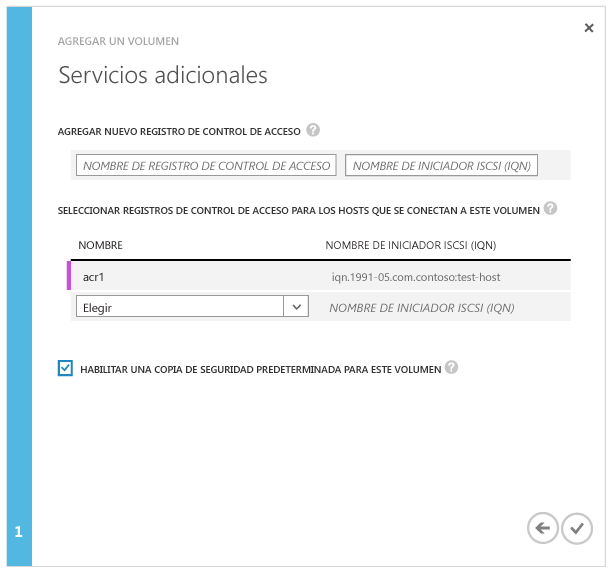 AGREGAR UN VOLUMEN
Servicios adicionales
AGREGAR NUEVO REGISTRO DE CONTROL DE ACCESO ?
NOMBRE DE REGISTRO DE CONTROL DE ACCESO NOMBRE DE INICIADOR ISCSI (IQN)
SELECCIONAR REGISTROS DE CONTROL DE ACCESO PARA LOS HOSTS QUE SE CONECTAN A ESTE VOLUMEN ?
NOMBRE NOMBRE DE INICIADOR ISCSI (IQN)
acr1 iqn.1991-05.com.contoso:test-host
Elegir NOMBRE DE INICIADOR ISCSI (IQN)
HABILITAR UNA COPIA DE SEGURIDAD PREDETERMINADA PARA ESTE VOLUMEN ?
1